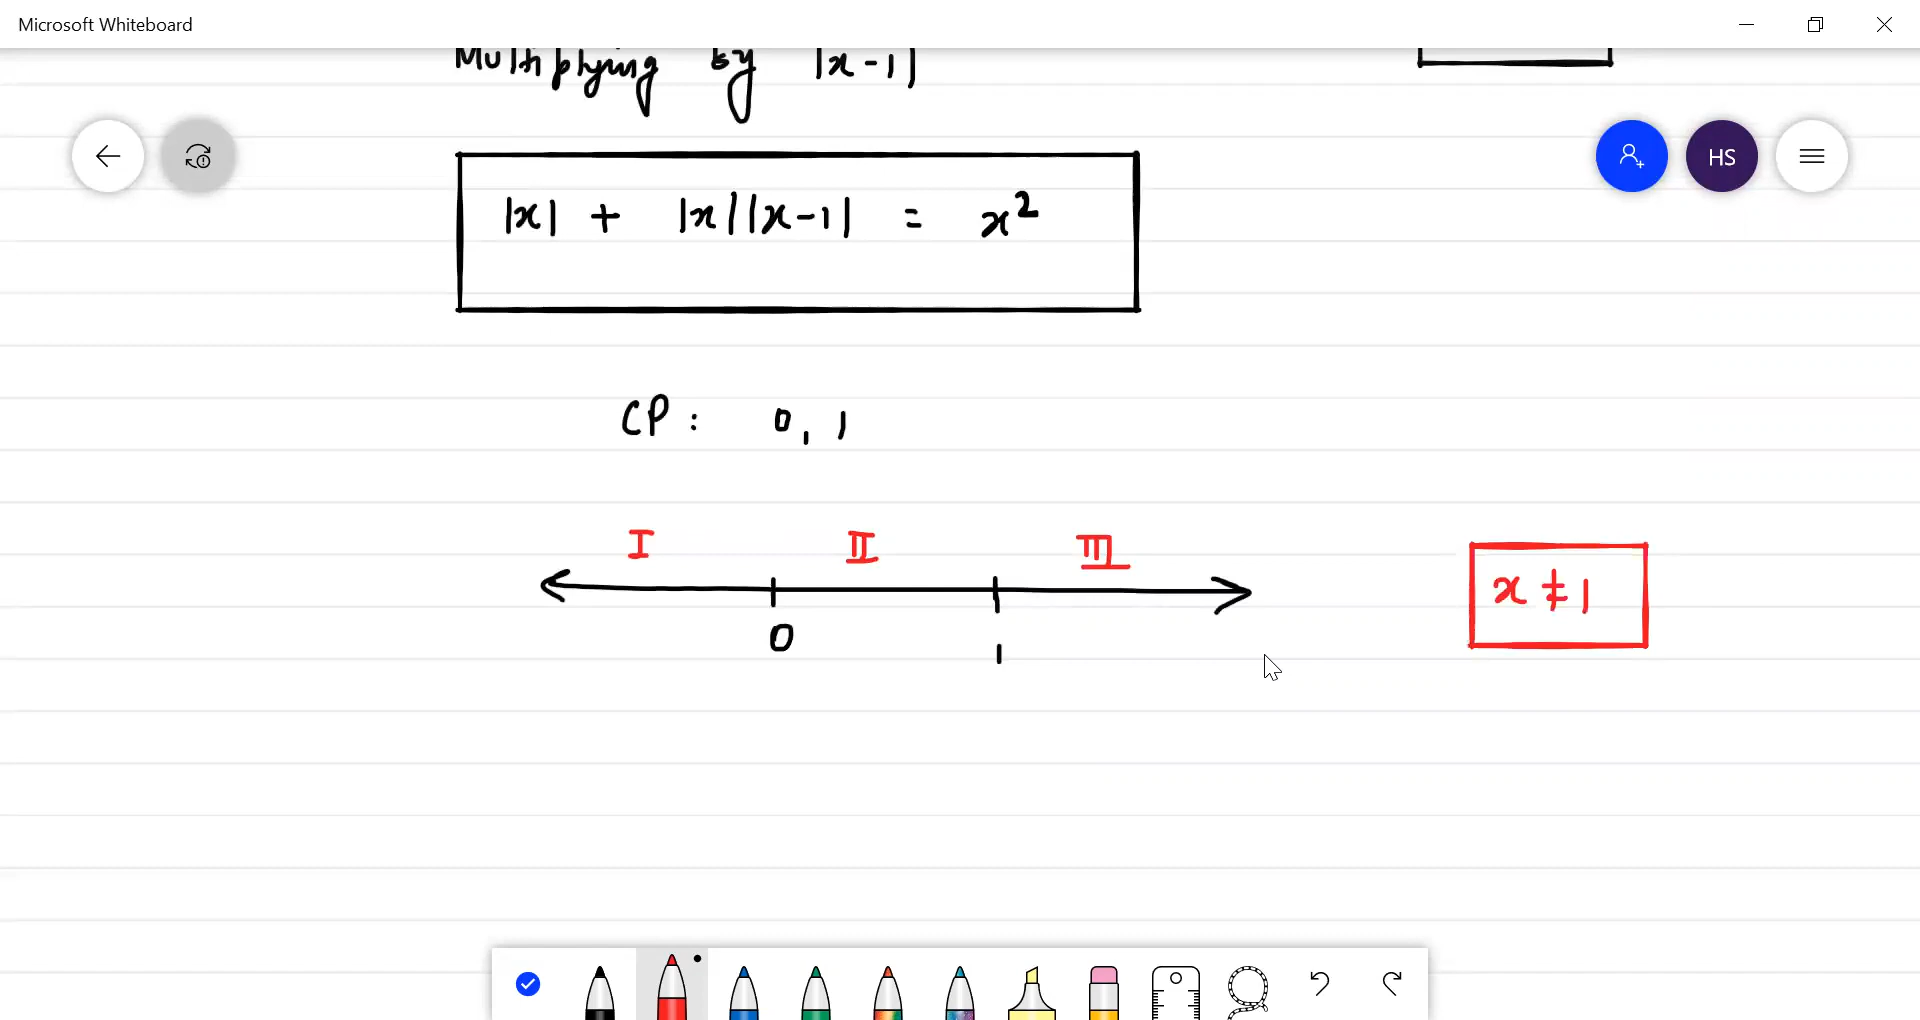 Microsoft Whiteboard
Multiplying by |x-1|
HS
|x| + |x||x-1| = x²
CP : 0, 1
I II III
x ≠ 1
0 1